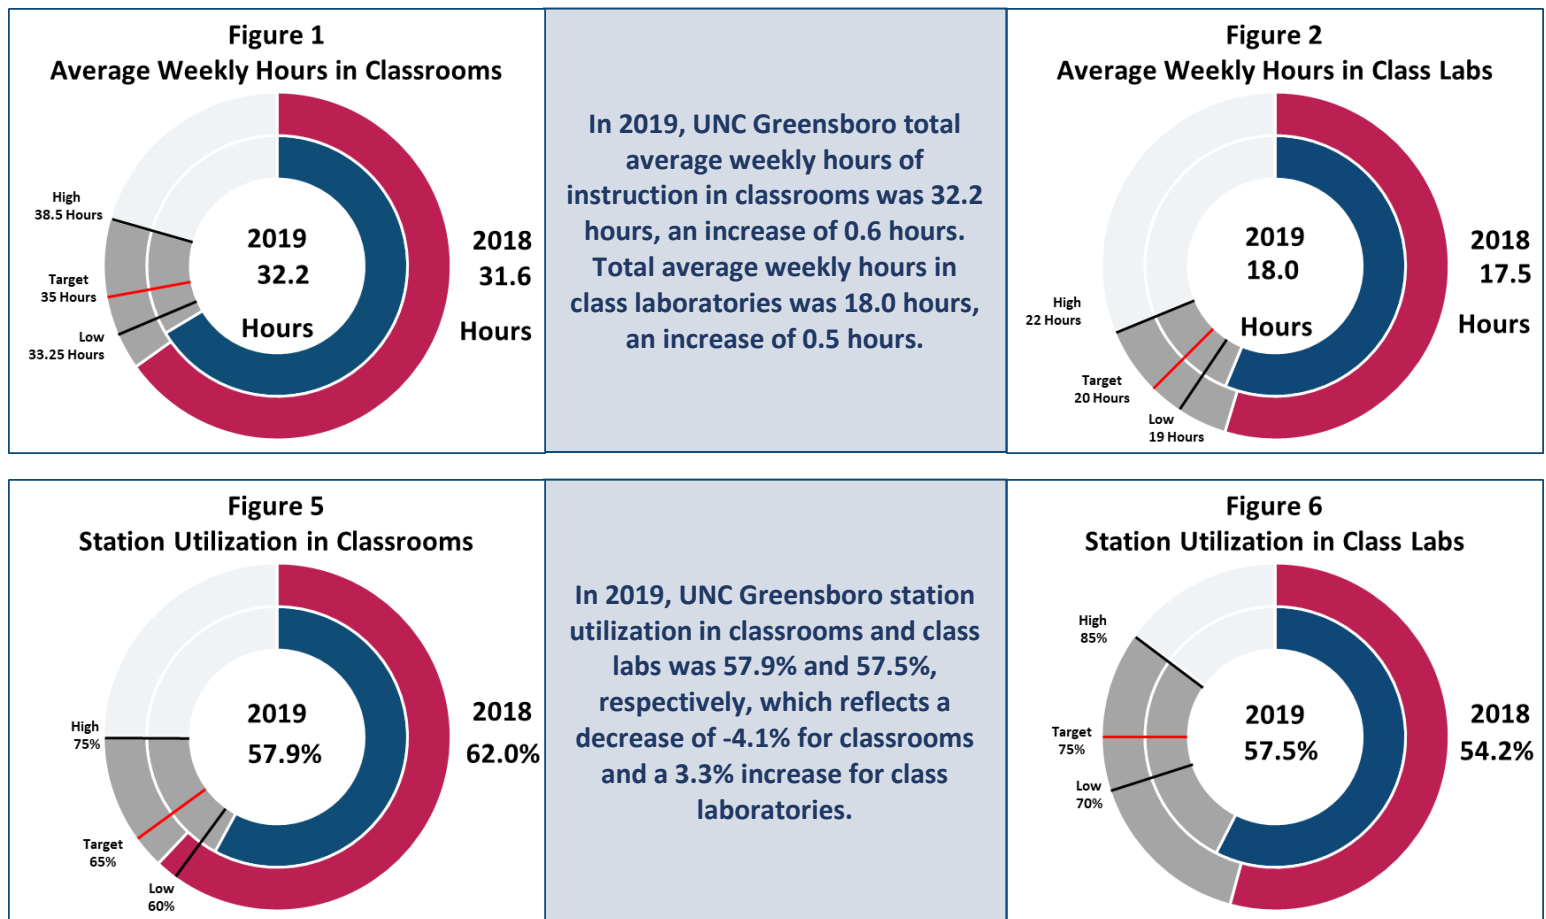 Figure 1
Average Weekly Hours in Classrooms
High
38.5 Hours
Target
35 Hours
Low
33.25 Hours
2019
32.2
Hours
2018
31.6
Hours
In 2019, UNC Greensboro total
average weekly hours of
instruction in classrooms was 32.2
hours, an increase of 0.6 hours.
Total average weekly hours in
class laboratories was 18.0 hours,
an increase of 0.5 hours.
Figure 2
Average Weekly Hours in Class Labs
High
22 Hours
Target
20 Hours
Low
19 Hours
2019
18.0
Hours
2018
17.5
Hours
Figure 5
Station Utilization in Classrooms
High
75%
Target
65%
Low
60%
2019
57.9%
2018
62.0%
In 2019, UNC Greensboro station
utilization in classrooms and class
labs was 57.9% and 57.5%,
respectively, which reflects a
decrease of -4.1% for classrooms
and a 3.3% increase for class
laboratories.
Figure 6
Station Utilization in Class Labs
High
85%
Target
75%
Low
70%
2019
57.5%
2018
54.2%